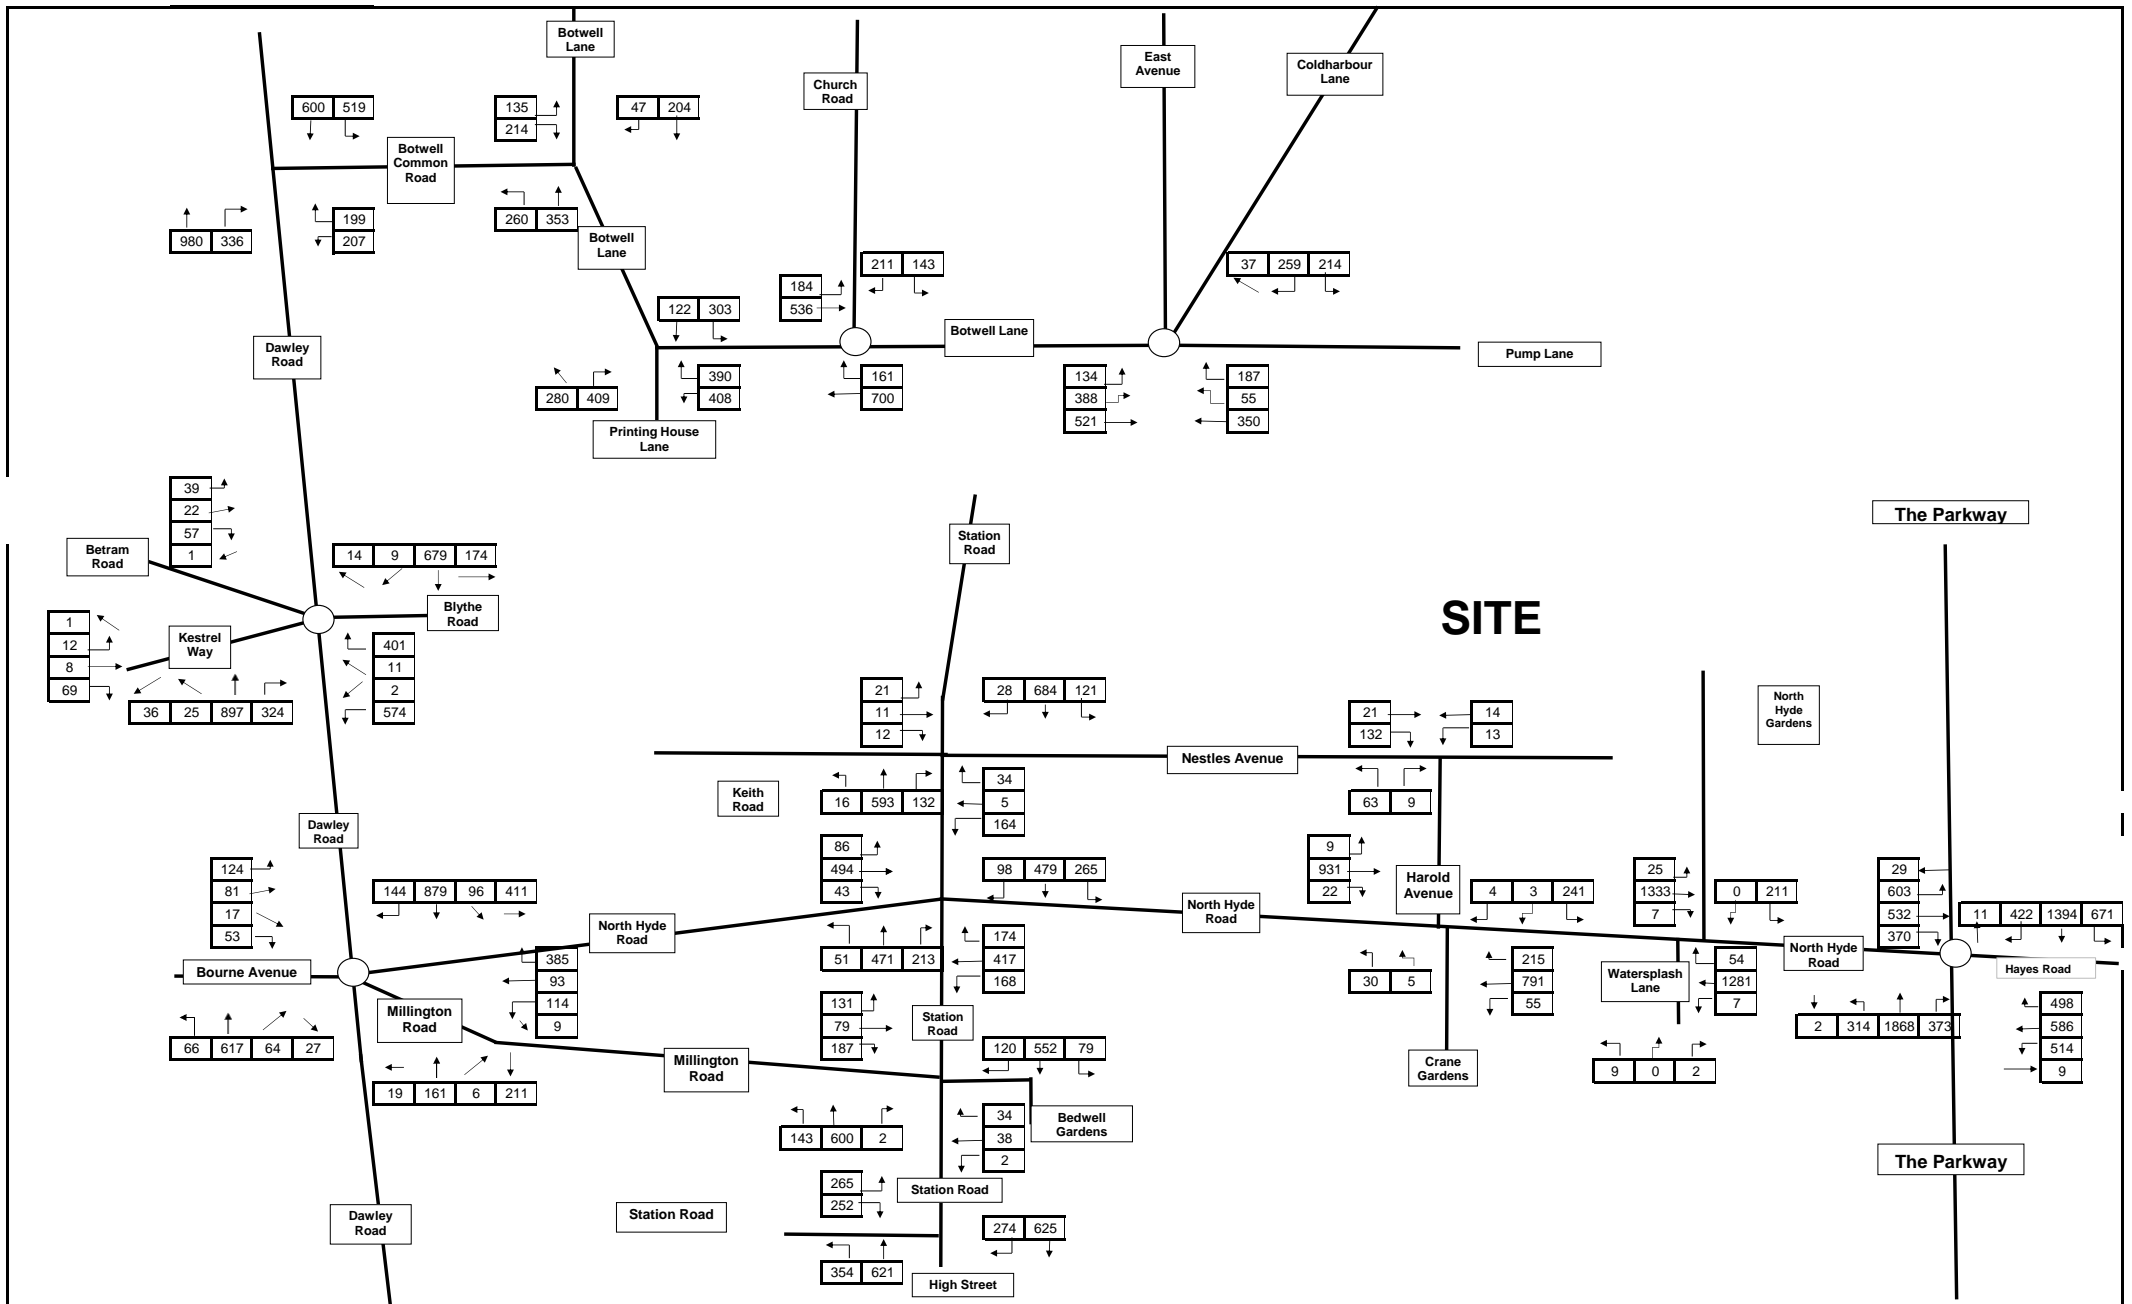 Botwell
Lane
East
Avenue
Coldharbour
Lane
Church
Road
600 519
135
214
47 204
Botwell
Common
Road
980 336
199
207
260 353
Botwell
Lane
211 143
37 259 214
184
536
122 303
Botwell Lane
Dawley
Road
Pump Lane
280 409
390
408
161
700
134
388
521
187
55
350
Printing House
Lane
39
22
57
1
Betram
Road
14 9 679 174
Station
Road
The Parkway
Blythe
Road
SITE
1
12
8
69
Kestrel
Way
401
11
2
574
36 25 897 324
21
11
12
28 684 121
21
132
14
13
North
Hyde
Gardens
Nestles Avenue
Keith
Road
16 593 132
34
5
164
63 9
Dawley
Road
86
494
43
9
931
22
124
81
17
53
144 879 96 411
98 479 265
Harold
Avenue
4 3 241
25
1333
7
0 211
29
603
532
370
11 422 1394 671
North Hyde
Road
North Hyde
Road
385
93
114
9
51 471 213
174
417
168
North Hyde
Road
Bourne Avenue
Hayes Road
30 5
215
791
55
Watersplash
Lane
54
1281
7
Millington
Road
131
79
187
Station
Road
2 314 1868 373
498
586
514
9
66 617 64 27
120 552 79
Millington
Road
Crane
Gardens
9 0 2
19 161 6 211
143 600 2
34
38
2
Bedwell
Gardens
The Parkway
265
252
Station Road
Dawley
Road
Station Road
274 625
354 621
High Street